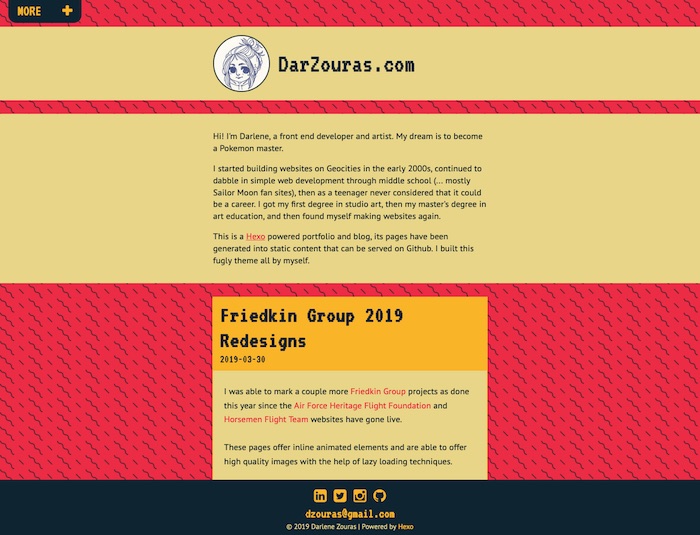 MORE
DarZouras.com
Hi! I'm Darlene, a front end developer and artist. My dream is to become
a Pokemon master.
I started building websites on Geocities in the early 2000s, continued to
dabble in simple web development through middle school (... mostly
Sailor Moon fan sites), then as a teenager never considered that it could
be a career. I got my first degree in studio art, then my master's degree in
art education, and then found myself making websites again.
This is a Hexo powered portfolio and blog, its pages have been
generated into static content that can be served on Github. I built this
fugly theme all by myself.
Friedkin Group 2019
Redesigns
2019-03-30
I was able to mark a couple more Friedkin Group projects as done
this year since the Air Force Heritage Flight Foundation and
Horsemen Flight Team websites have gone live.
These pages offer inline animated elements and are able to offer
high quality images with the help of lazy loading techniques.
dzouras@gmail.com
© 2019 Darlene Zouras | Powered by Hexo